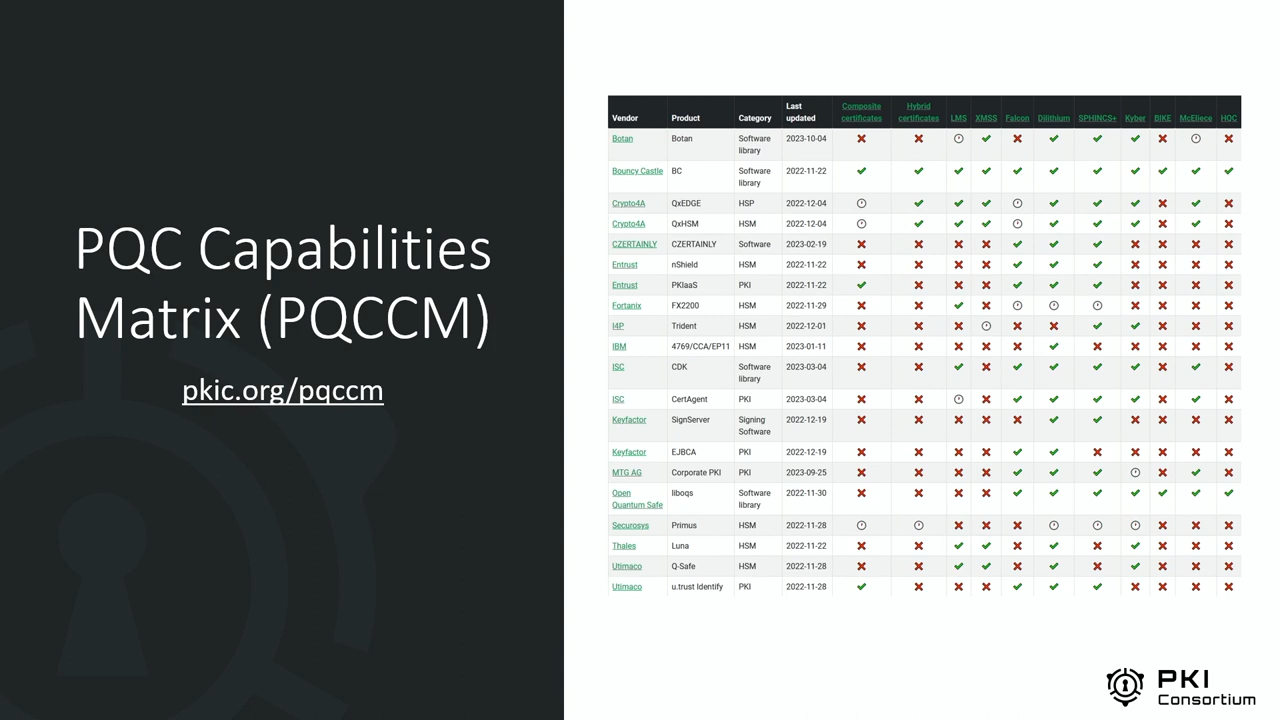 PQC Capabilities
Matrix (PQCCM)
pkic.org/pqccm
Vendor Product Category Last updated Composite certificates Hybrid certificates LMS XMSS Falcon Dilithium SPHINCS+ Kyber BIKE McEliece HQC
Botan Botan Software library 2023-10-04 ✖ ✖ 🕛 ✔ ✖ ✔ ✔ ✔ ✖ 🕛 ✖
Bouncy Castle BC Software library 2022-11-22 ✔ ✔ ✔ ✔ ✔ ✔ ✔ ✔ ✔ ✔ ✔
Crypto4A QxEDGE HSP 2022-12-04 🕛 ✔ ✔ ✔ 🕛 ✔ ✔ ✔ ✖ ✔ ✖
Crypto4A QxHSM HSM 2022-12-04 🕛 ✔ ✔ ✔ 🕛 ✔ ✔ ✔ ✖ ✔ ✖
CZERTAINLY CZERTAINLY Software 2023-02-19 ✖ ✖ ✖ ✖ ✔ ✔ ✔ ✖ ✖ ✖ ✖
Entrust nShield HSM 2022-11-22 ✖ ✖ ✖ ✖ ✔ ✔ ✔ ✖ ✖ ✖ ✖
Entrust PKIaaS PKI 2022-11-22 ✔ ✖ ✖ ✖ ✔ ✔ ✔ ✖ ✖ ✖ ✖
Fortanix FX2200 HSM 2022-11-29 ✖ ✖ ✔ ✖ 🕛 🕛 🕛 ✖ ✖ ✖ ✖
I4P Trident HSM 2022-12-01 ✖ ✖ ✖ 🕛 ✖ ✖ ✔ ✔ ✖ ✖ ✖
IBM 4769/CCA/EP11 HSM 2023-01-11 ✖ ✖ ✖ ✖ ✖ ✔ ✖ ✖ ✖ ✖ ✖
ISC CDK Software library 2023-03-04 ✖ ✖ ✔ ✖ ✔ ✔ ✔ ✔ ✖ ✔ ✖
ISC CertAgent PKI 2023-03-04 ✖ ✖ 🕛 ✖ ✔ ✔ ✔ ✔ ✖ ✔ ✖
Keyfactor SignServer Signing Software 2022-12-19 ✖ ✖ ✖ ✖ ✖ ✔ ✔ ✖ ✖ ✖ ✖
Keyfactor EJBCA PKI 2022-12-19 ✖ ✖ ✖ ✖ ✔ ✔ ✖ ✖ ✖ ✖ ✖
MTG AG Corporate PKI PKI 2023-09-25 ✖ ✖ ✖ ✖ ✔ ✔ ✔ 🕛 ✖ ✔ ✖
Open Quantum Safe liboqs Software library 2022-11-30 ✖ ✖ ✖ ✖ ✔ ✔ ✔ ✔ ✔ ✔ ✔
Securosys Primus HSM 2022-11-28 🕛 🕛 ✖ ✖ ✖ 🕛 🕛 🕛 ✖ ✖ ✖
Thales Luna HSM 2022-11-22 ✖ ✖ ✔ ✔ ✖ ✔ ✖ ✔ ✖ ✖ ✖
Utimaco Q-Safe HSM 2022-11-28 ✖ ✖ ✔ ✔ ✖ ✔ ✖ ✔ ✖ ✖ ✖
Utimaco u.trust Identify PKI 2022-11-28 ✔ ✖ ✖ ✖ ✔ ✔ ✔ ✖ ✖ ✖ ✖
PKI
Consortium